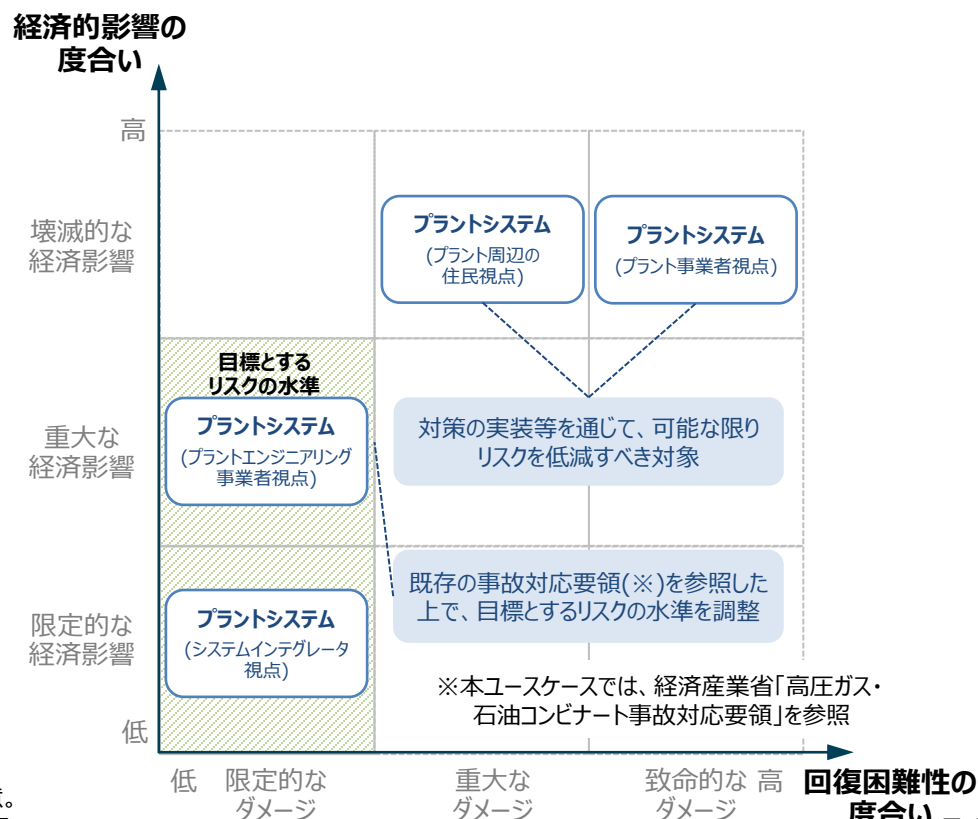 経済的影響の
度合い
高
壊滅的な
経済影響
プラントシステム
(プラント周辺の
住民視点)
プラントシステム
(プラント事業者視点)
目標とする
リスクの水準
プラントシステム
(プラントエンジニアリング
事業者視点)
重大な
経済影響
対策の実装等を通じて、可能な限り
リスクを低減すべき対象
既存の事故対応要領(※)を参照した
上で、目標とするリスクの水準を調整
プラントシステム
(システムインテグレータ
視点)
限定的な
経済影響
※本ユースケースでは、経済産業省「高圧ガス・
石油コンビナート事故対応要領」を参照
低
低
限定的な
ダメージ
重大な
ダメージ
致命的な
ダメージ
高
回復困難性の
度合い